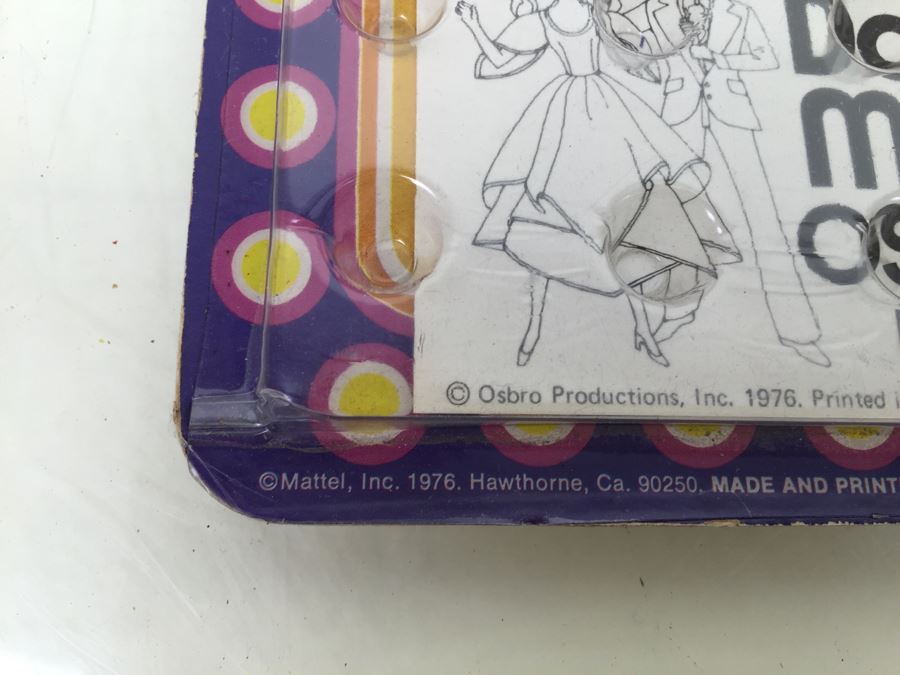 © Osbro Productions, Inc. 1976. Printed i
©Mattel, Inc. 1976. Hawthorne, Ca. 90250. MADE AND PRINT